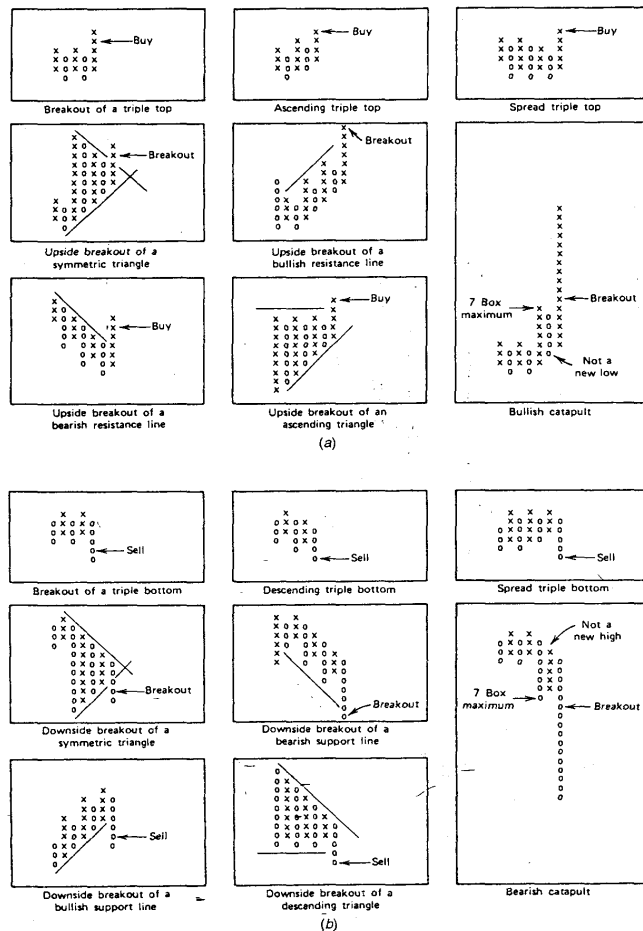 Buy
Breakout of a triple top
Buy
Ascending triple top
Buy
Spread triple top
Breakout
Upside breakout of a
symmetric triangle
Breakout
Upside breakout of a
bullish resistance line
7 Box
maximum
Breakout
Not a
new low
Bullish catapult
Buy
Upside breakout of a
bearish resistance line
Buy
Upside breakout of an
ascending triangle
(a)
Sell
Breakout of a triple bottom
Sell
Descending triple bottom
Sell
Spread triple bottom
Breakout
Downside breakout of a
symmetric triangle
Breakout
Downside breakout of a
bearish support line
Not a
new high
7 Box
maximum
Breakout
Bearish catapult
Sell
Downside breakout of a
bullish support line
Sell
Downside breakout of a
descending triangle
(b)